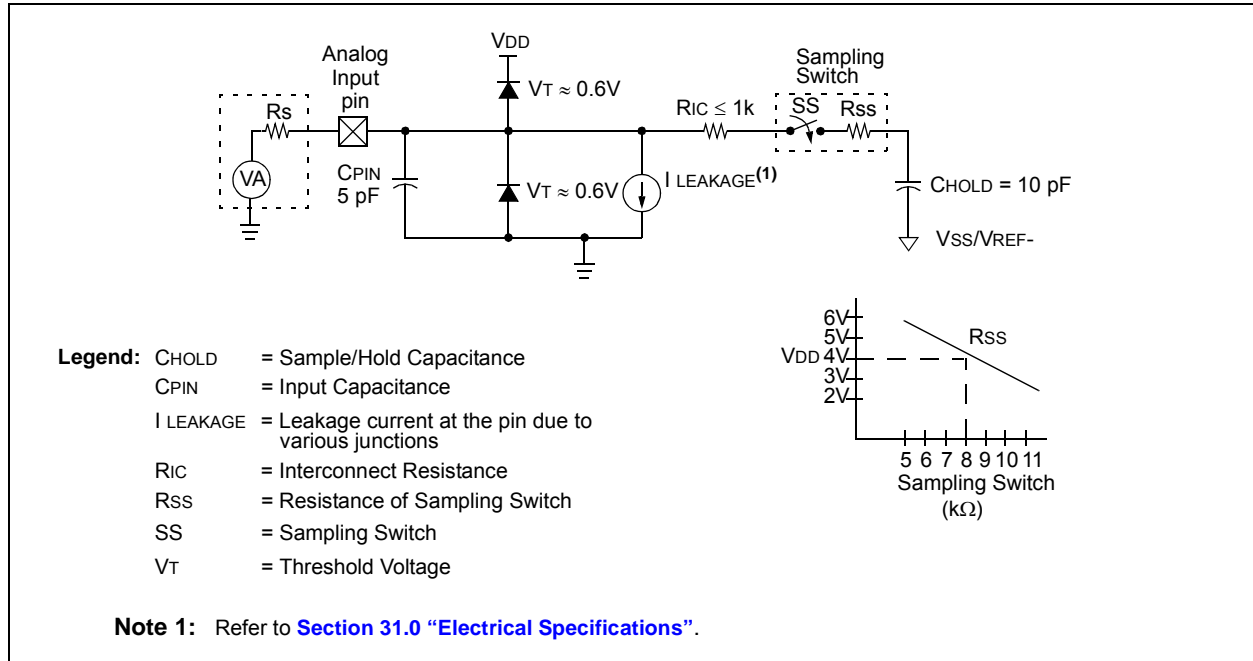 VDD
Analog
Input
pin
Sampling
Switch
VT ≈ 0.6V
RIC ≤ 1k
SS
Rss
Rs
VA
CPIN
5 pF
VT ≈ 0.6V
I LEAKAGE(1)
CHOLD = 10 pF
VSS/VREF-
6V
5V
VDD 4V
3V
2V
RSS
5 6 7 8 9 10 11
Sampling Switch
(kΩ)
Legend: CHOLD = Sample/Hold Capacitance
CPIN = Input Capacitance
I LEAKAGE = Leakage current at the pin due to
various junctions
RIC = Interconnect Resistance
RSS = Resistance of Sampling Switch
SS = Sampling Switch
VT = Threshold Voltage
Note 1: Refer to Section 31.0 “Electrical Specifications”.